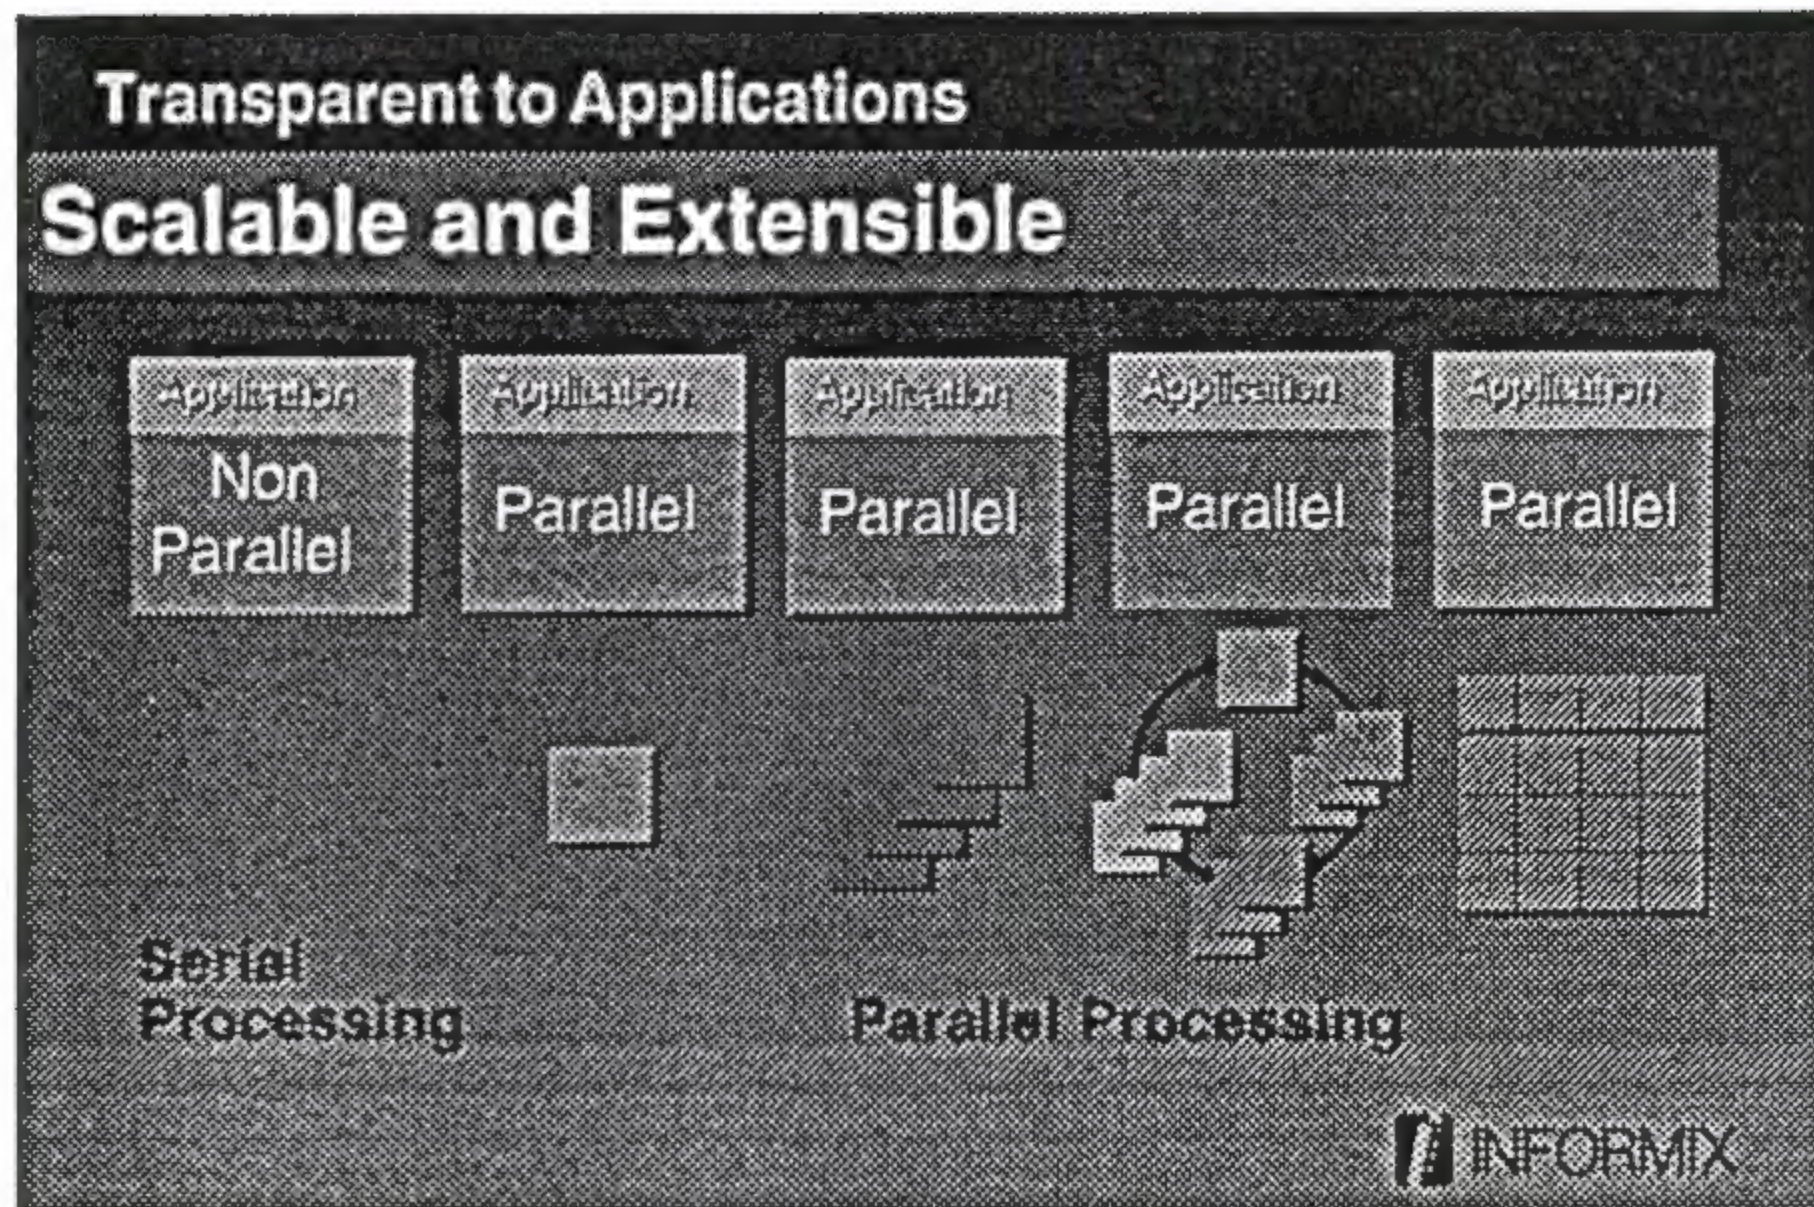 Transparent to Applications
Scalable and Extensible
Application Application Application Application Application
Non
Parallel
Parallel
Parallel
Parallel
Parallel
Serial
Processing
Parallel Processing
INFORMIX